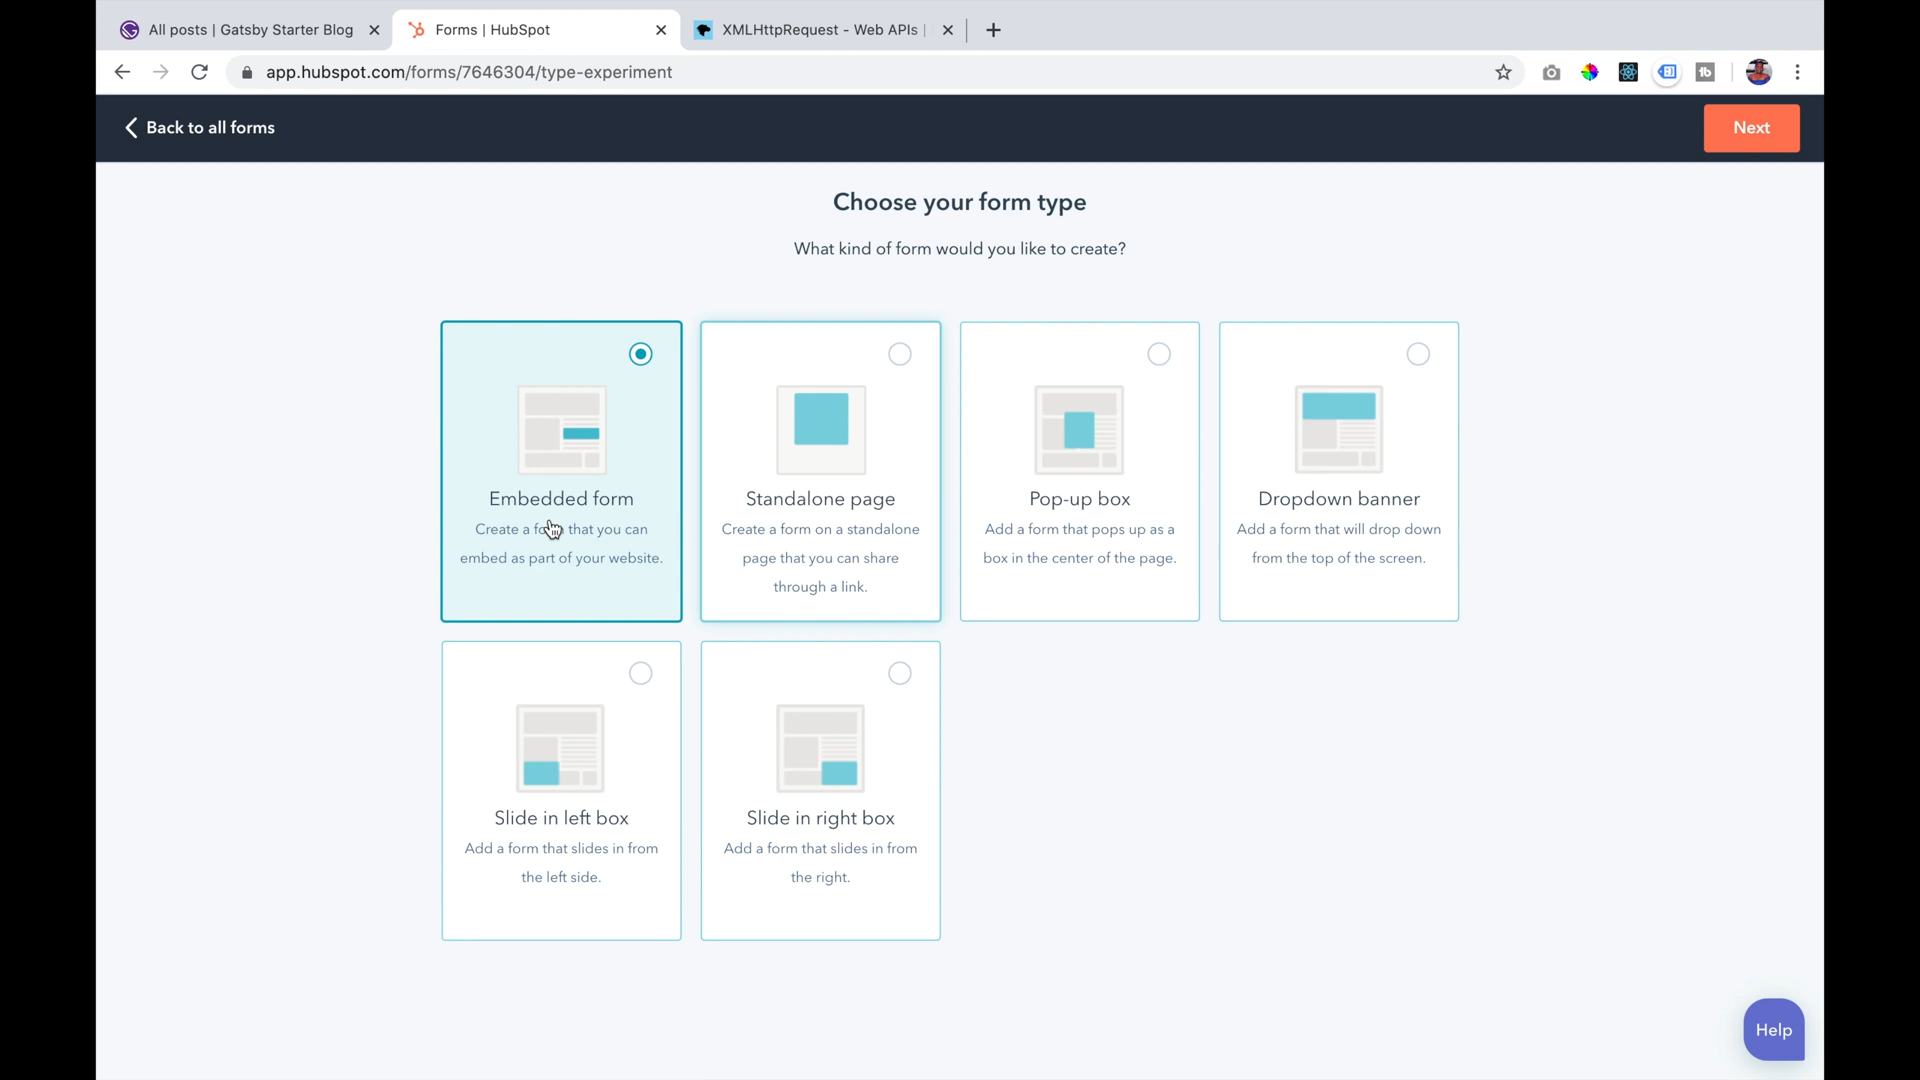 All posts | Gatsby Starter Blog
Forms | HubSpot
XMLHttpRequest - Web APIs |
app.hubspot.com/forms/7646304/type-experiment
Back to all forms
Next
Choose your form type
What kind of form would you like to create?
Embedded form
Create a form that you can
embed as part of your website.
Standalone page
Create a form on a standalone
page that you can share
through a link.
Pop-up box
Add a form that pops up as a
box in the center of the page.
Dropdown banner
Add a form that will drop down
from the top of the screen.
Slide in left box
Add a form that slides in from
the left side.
Slide in right box
Add a form that slides in from
the right.
Help